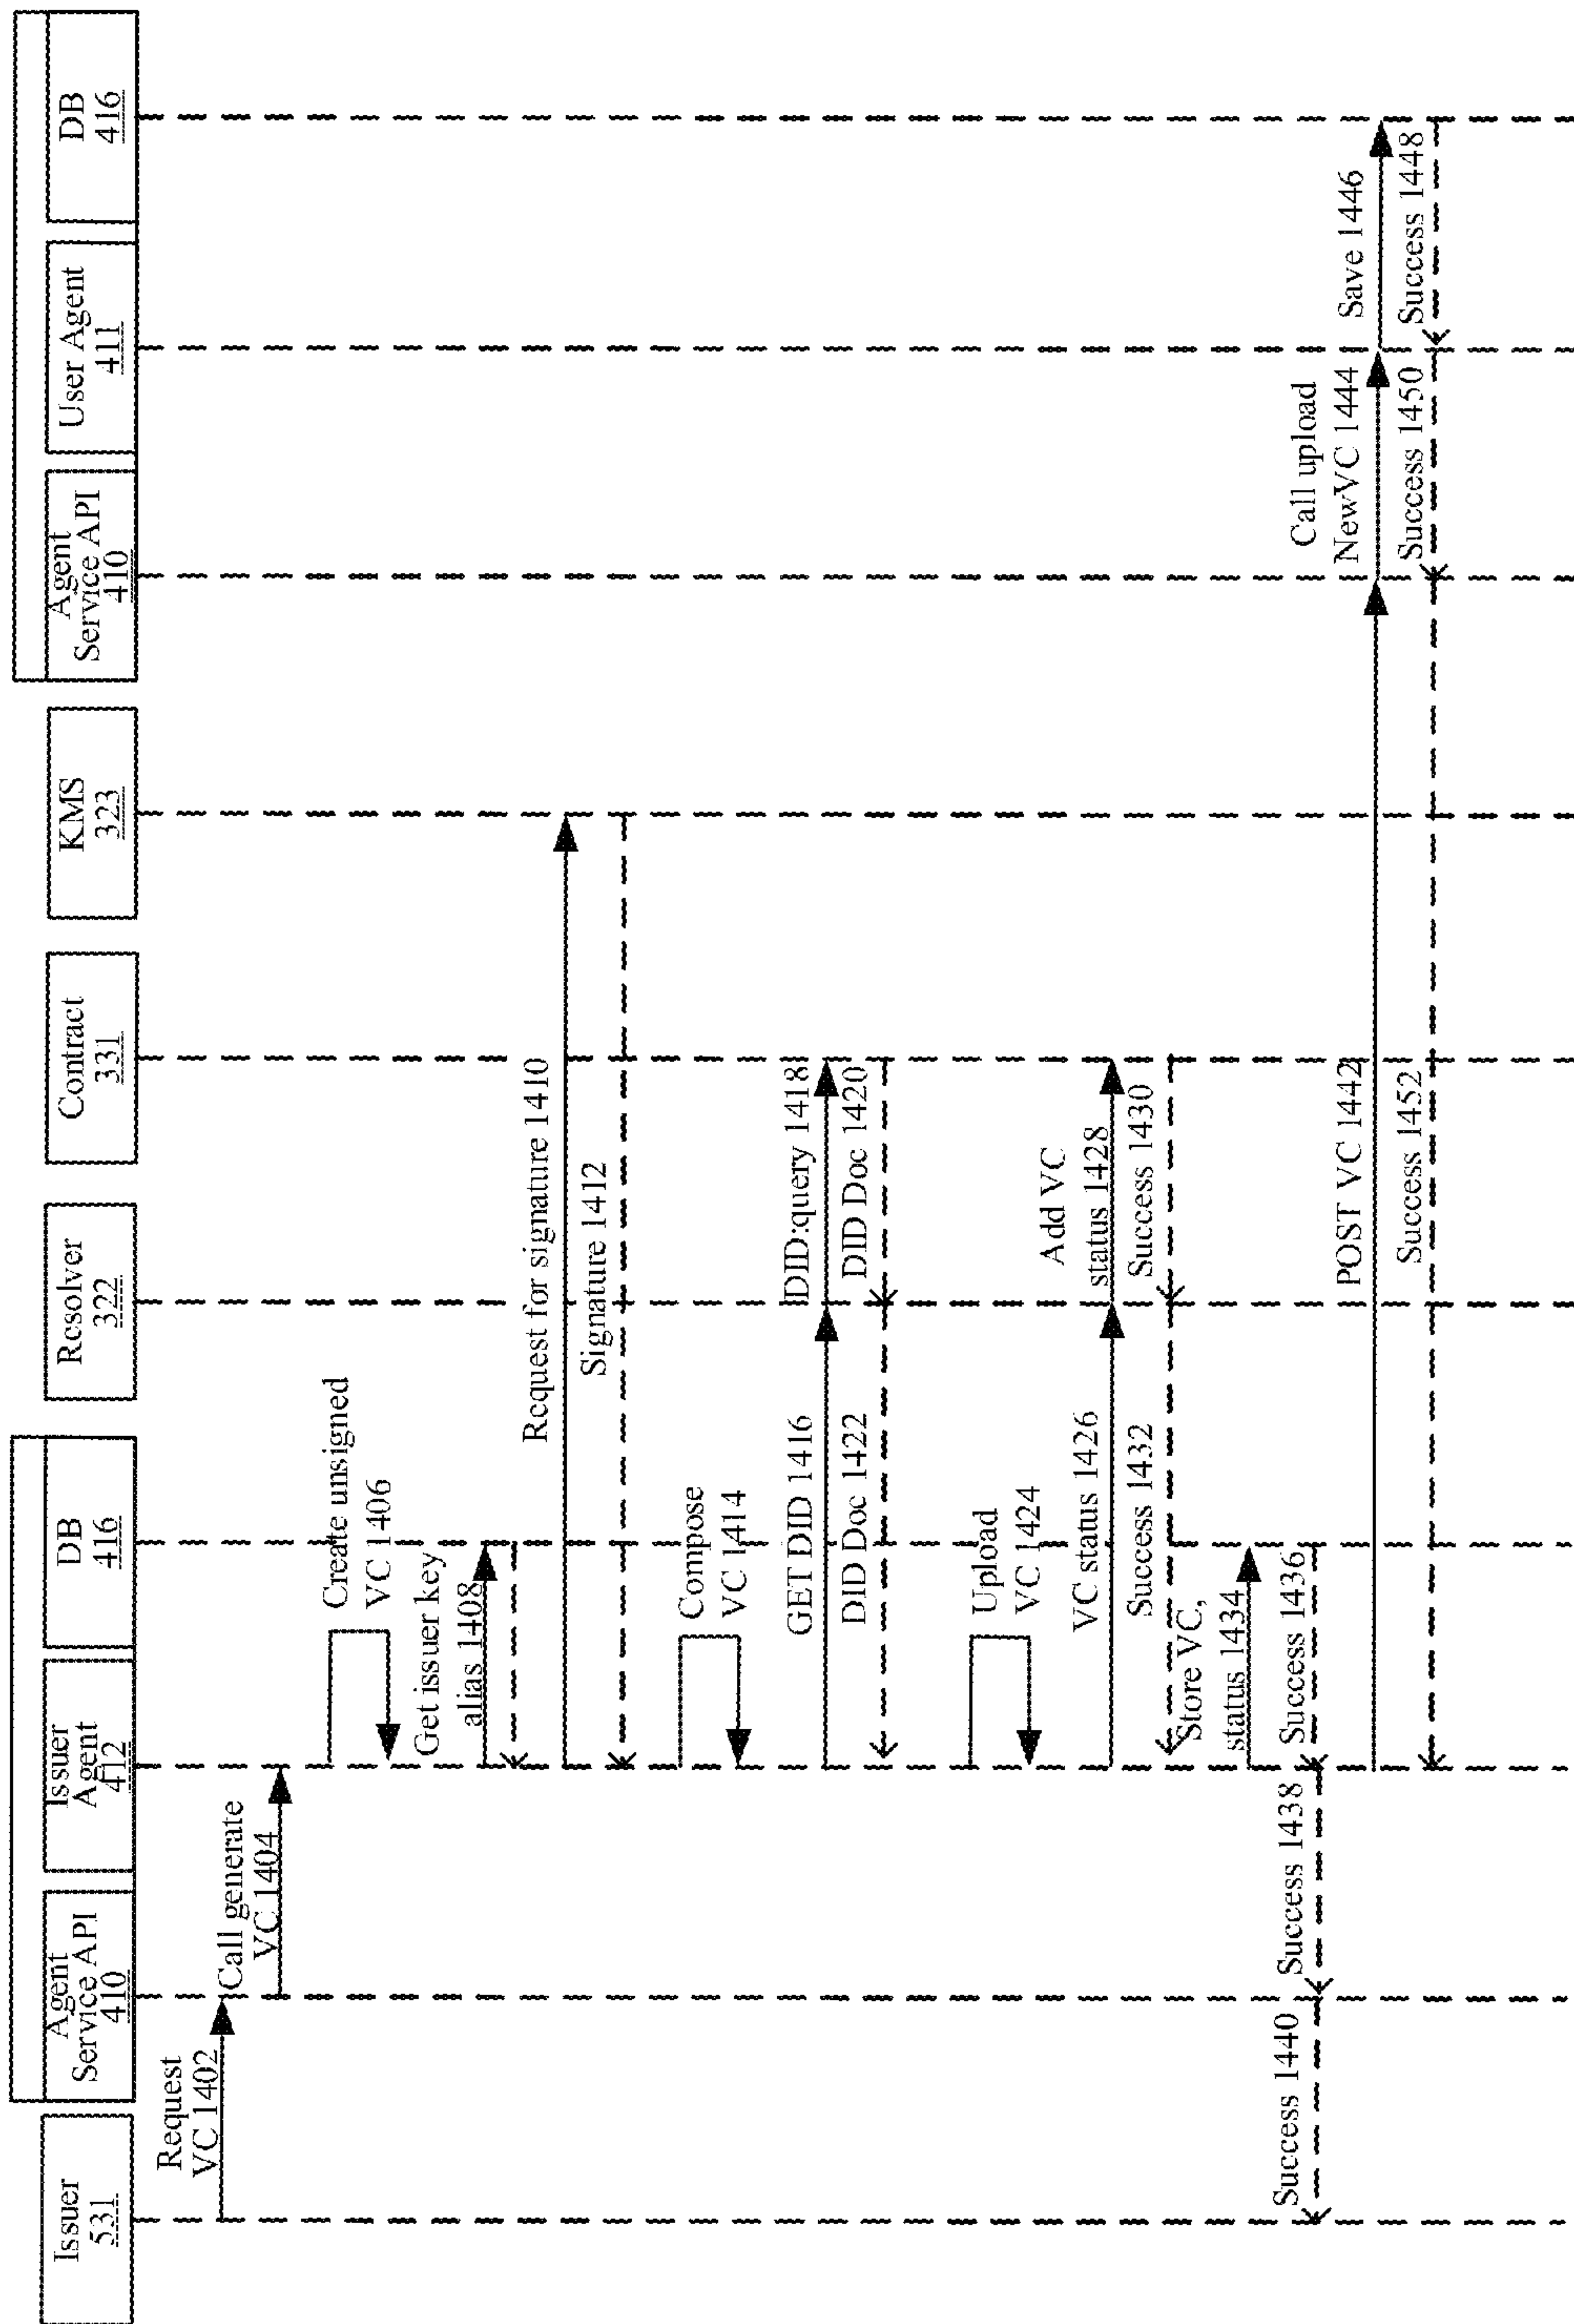 Issuer
531
Agent
Service API
410
Issuer
Agent
412
DB
416
Resolver
322
Contract
331
KMS
323
Agent
Service API
410
User Agent
411
DB
416
Request
VC 1402
Call generate
VC 1404
Create unsigned
VC 1406
Get issuer key
alias 1408
Request for signature 1410
Signature 1412
Compose
VC 1414
GET DID 1416
DID:query 1418
DID Doc 1422
DID Doc 1420
Upload
VC 1424
VC status 1426
Add VC
status 1428
Success 1432
Success 1430
Store VC,
status 1434
Success 1440
Success 1438
Success 1436
POST VC 1442
Call upload
NewVC 1444
Save 1446
Success 1452
Success 1450
Success 1448